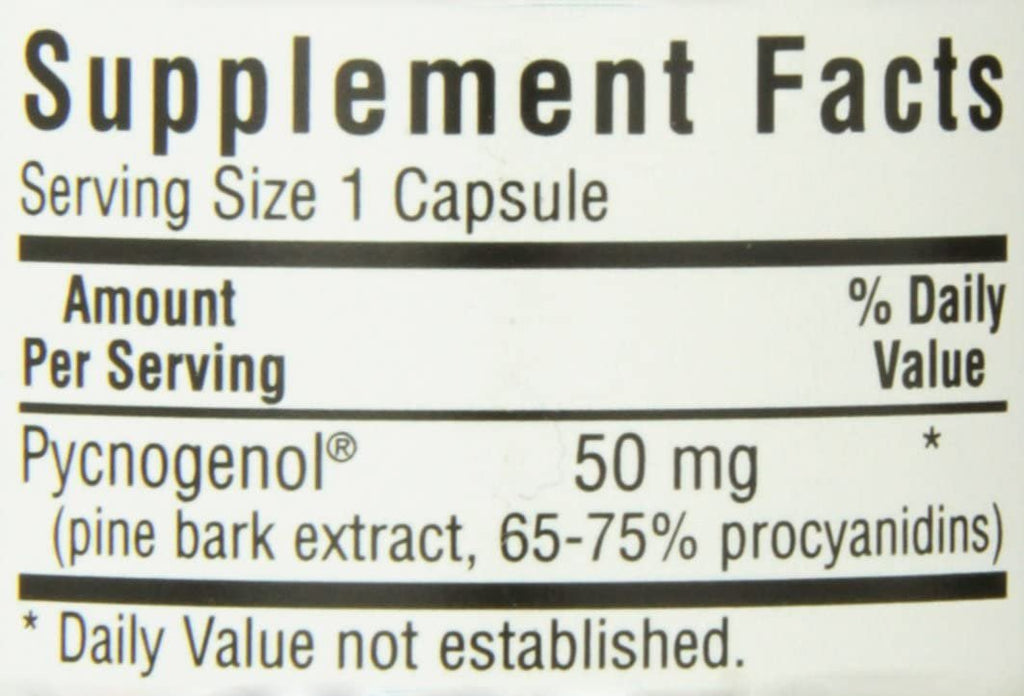 Supplement Facts
Serving Size 1 Capsule
Amount
Per Serving
% Daily
Value
Pycnogenol® 50 mg *
(pine bark extract, 65-75% procyanidins)
* Daily Value not established.